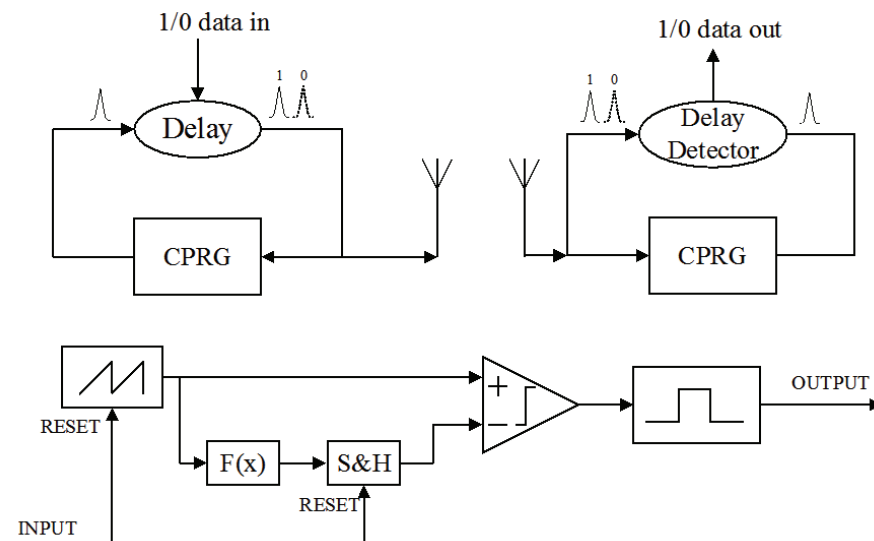 1/0 data in
1 0
Delay
CPRG
1/0 data out
1 0
Delay
Detector
CPRG
RESET
F(x)
S&H
RESET
INPUT
+
−
OUTPUT